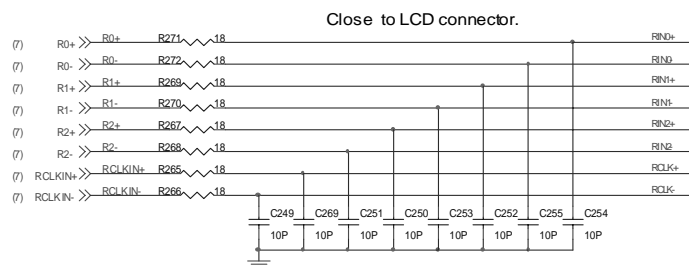 Close to LCD connector.
(7) R0+ R0+ R271 18 RIN0+
(7) R0- R0- R272 18 RIN0-
(7) R1+ R1+ R269 18 RIN1+
(7) R1- R1- R270 18 RIN1-
(7) R2+ R2+ R267 18 RIN2+
(7) R2- R2- R268 18 RIN2-
(7) RCLKIN+ RCLKIN+ R265 18 RCLK+
(7) RCLKIN- RCLKIN- R266 18 RCLK-
C249 C269 C251 C250 C253 C252 C255 C254
10P 10P 10P 10P 10P 10P 10P 10P